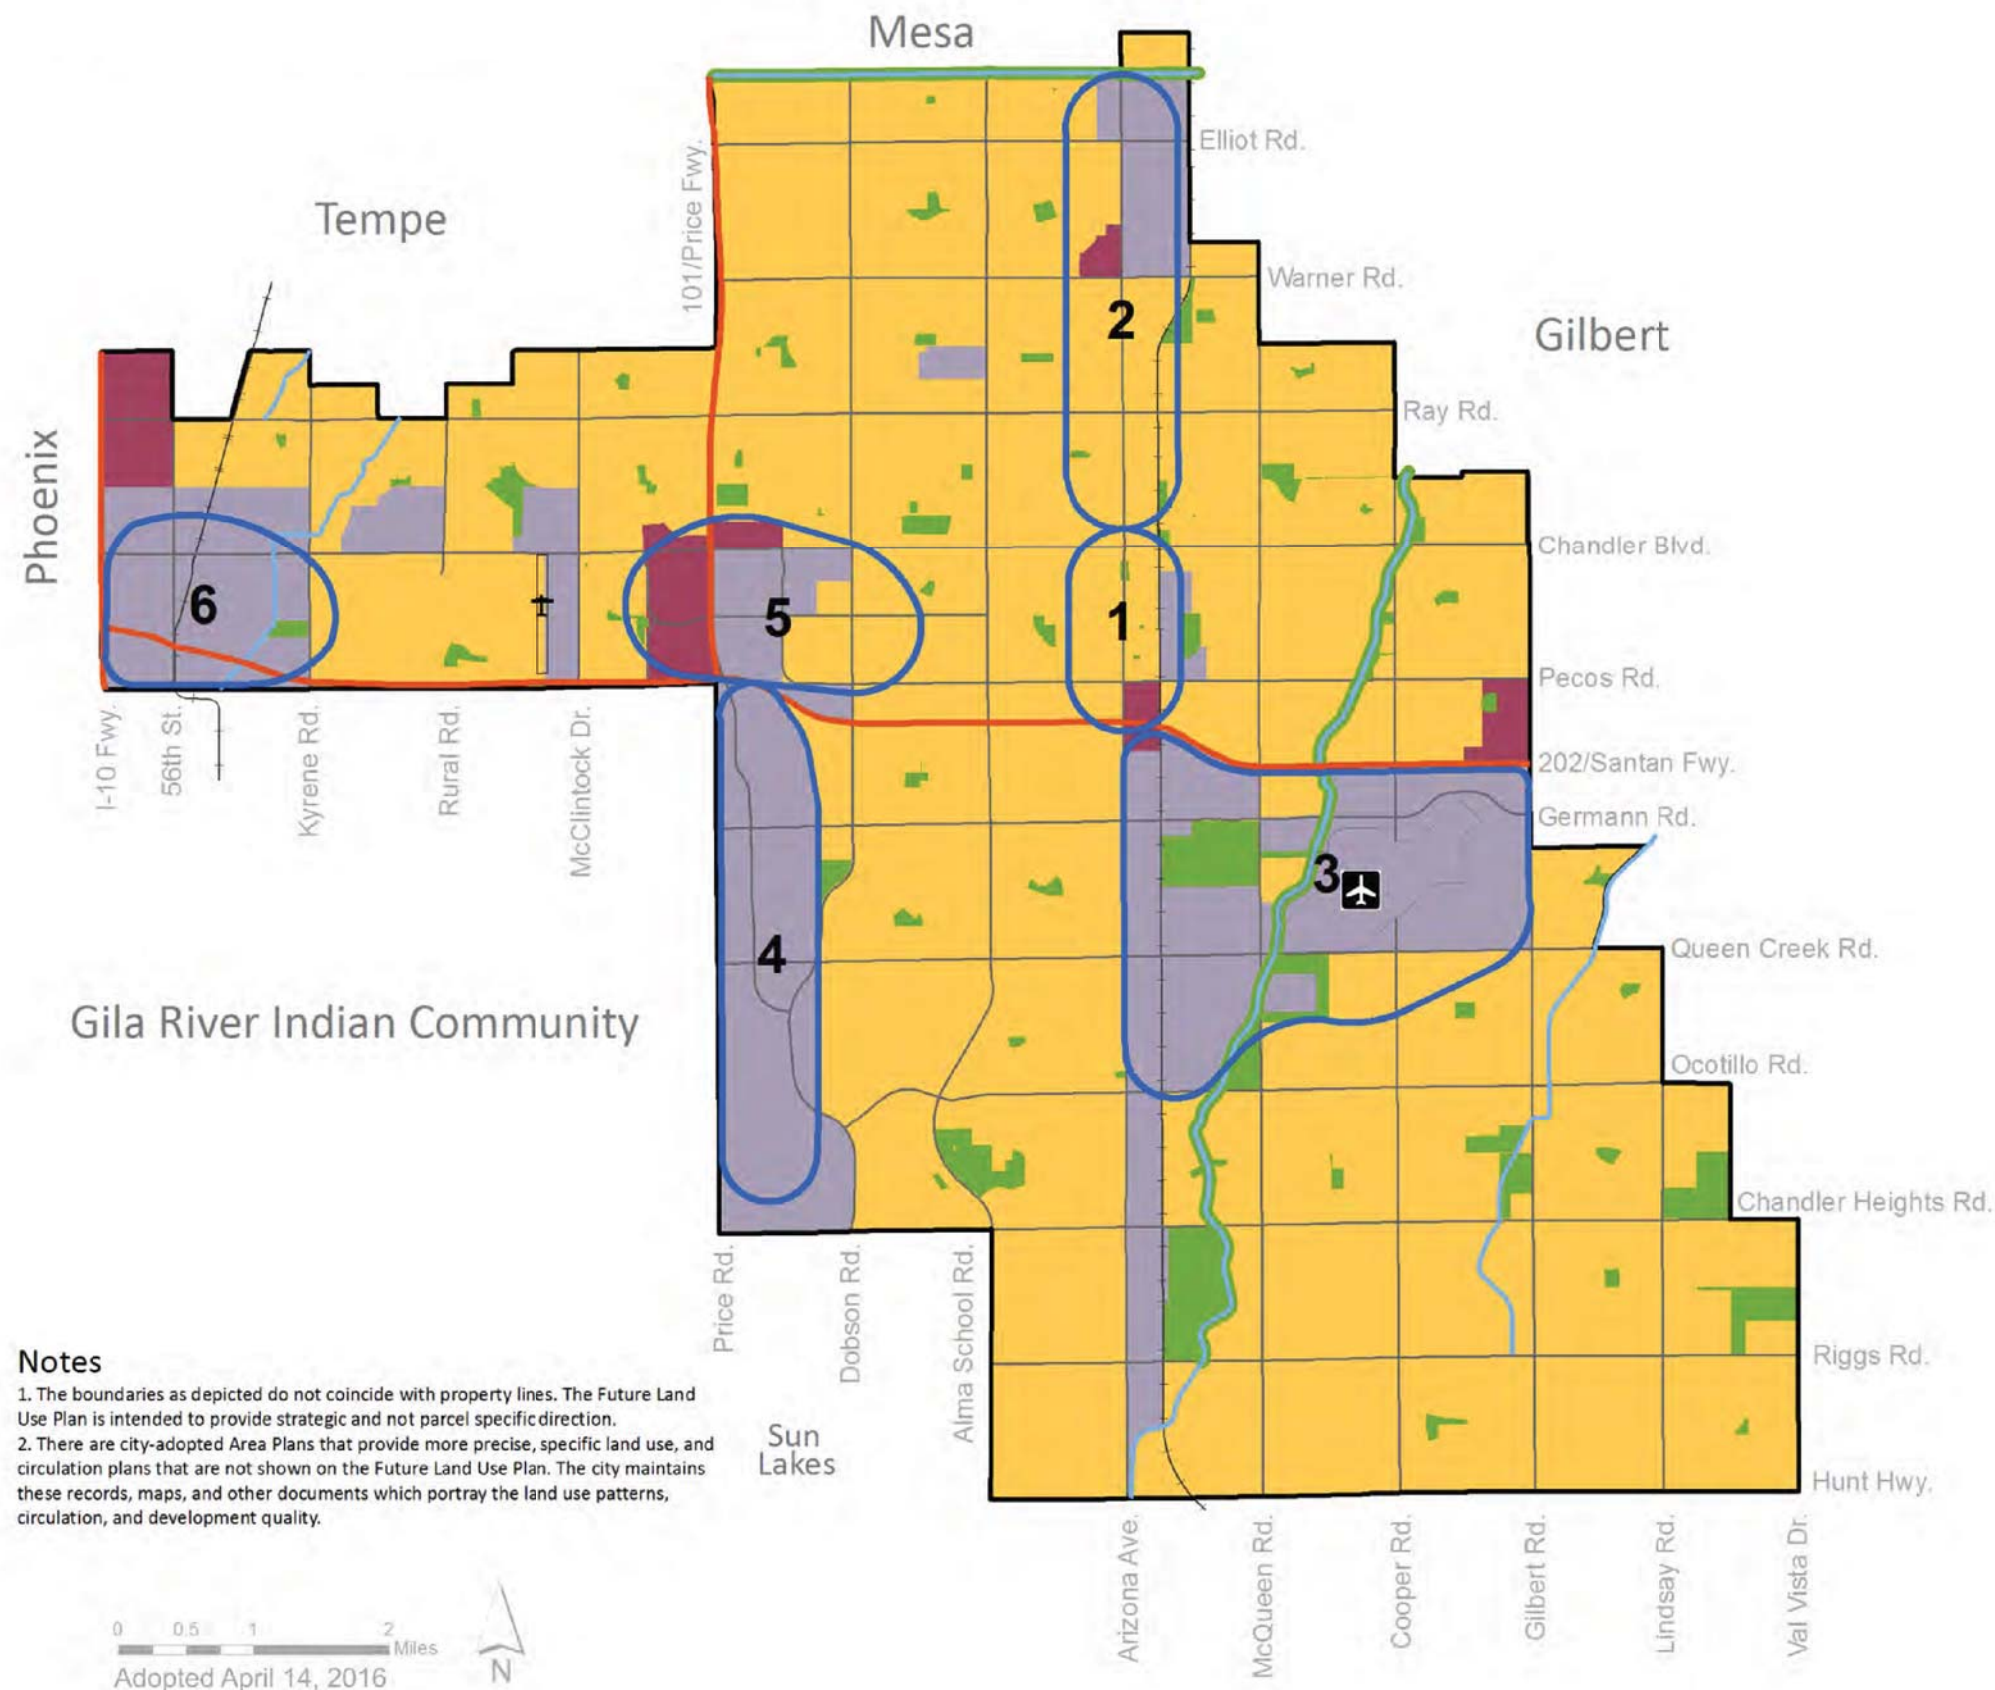 Mesa
Elliot Rd.
101/Price Fwy.
Tempe
Warner Rd.
2
Gilbert
Ray Rd.
Phoenix
Chandler Blvd.
6
5
1
Pecos Rd.
I-10 Fwy.
56th St.
Kyrene Rd.
Rural Rd.
McClintock Dr.
202/Santan Fwy.
Germann Rd.
3
4
Queen Creek Rd.
Gila River Indian Community
Ocotillo Rd.
Chandler Heights Rd.
Price Rd.
Dobson Rd.
Alma School Rd.
Riggs Rd.
Notes
1. The boundaries as depicted do not coincide with property lines. The Future Land
Use Plan is intended to provide strategic and not parcel specific direction.
2. There are city-adopted Area Plans that provide more precise, specific land use, and
circulation plans that are not shown on the Future Land Use Plan. The city maintains
these records, maps, and other documents which portray the land use patterns,
circulation, and development quality.
Sun
Lakes
Hunt Hwy.
Arizona Ave.
McQueen Rd.
Cooper Rd.
Gilbert Rd.
Lindsay Rd.
Val Vista Dr.
0 0.5 1 2
Miles
N
Adopted April 14, 2016